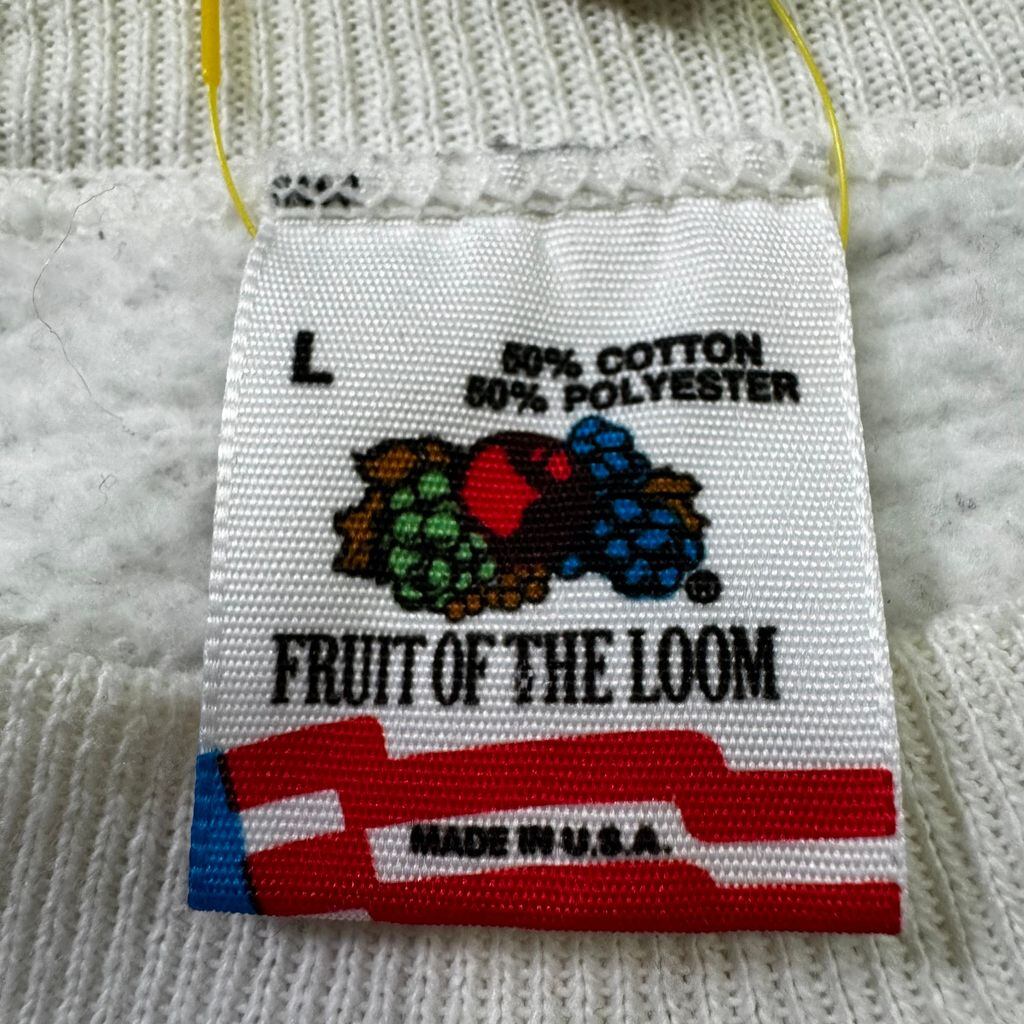 L
50% COTTON
50% POLYESTER
®
FRUIT OF THE LOOM
MADE IN U.S.A.